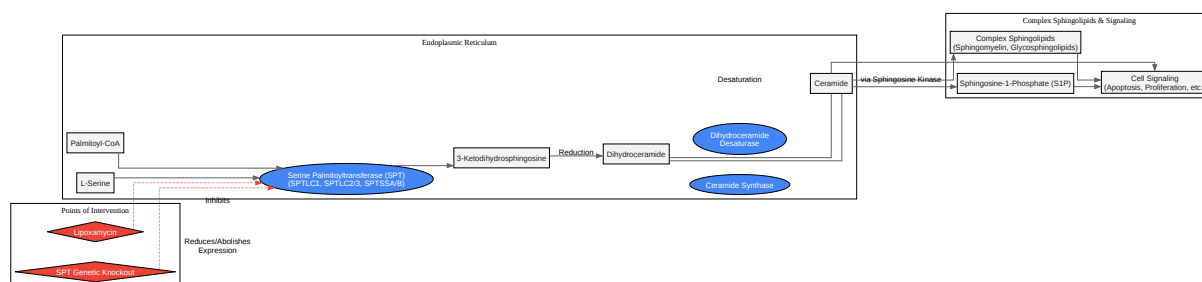 Complex Sphingolipids & Signaling
Complex Sphingolipids
(Sphingomyelin, Glycosphingolipids)
Endoplasmic Reticulum
Desaturation
Ceramide
via Sphingosine Kinase
Sphingosine-1-Phosphate (S1P)
Cell Signaling
(Apoptosis, Proliferation, etc.
Palmitoyl-CoA
Dihydroceramide
Desaturase
3-Ketodihydrosphingosine
Reduction
Dihydroceramide
L-Serine
Serine Palmitoyltransferase (SPT)
(SPTLC1, SPTLC2/3, SPTSSA/B)
Ceramide Synthase
Inhibits
Points of Intervention
Lipoxamycin
Reduces/Abolishes
Expression
SPT Genetic Knockout